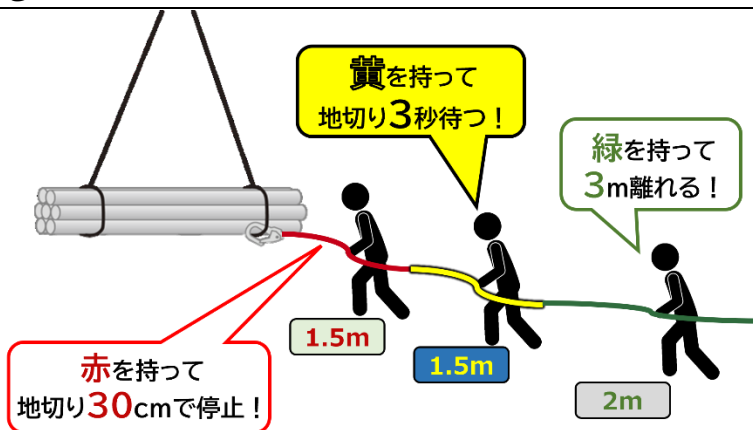 黄を持って
地切り3秒待つ！
緑を持って
3m離れる！
1.5m
1.5m
赤を持って
地切り30cmで停止！
2m